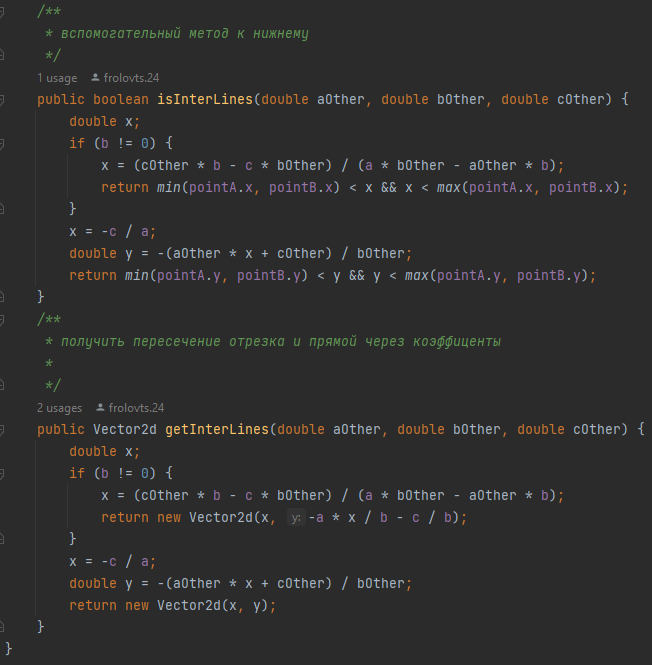 /**
 * вспомогательный метод к нижнему
 */
1 usage frolovts.24
public boolean isInterLines(double aOther, double bOther, double cOther) {
    double x;
    if (b != 0) {
        x = (cOther * b - c * bOther) / (a * bOther - aOther * b);
        return min(pointA.x, pointB.x) < x && x < max(pointA.x, pointB.x);
    }
    x = -c / a;
    double y = -(aOther * x + cOther) / bOther;
    return min(pointA.y, pointB.y) < y && y < max(pointA.y, pointB.y);
}
/**
 * получить пересечение отрезка и прямой через коэффиценты
 *
 */
2 usages frolovts.24
public Vector2d getInterLines(double aOther, double bOther, double cOther) {
    double x;
    if (b != 0) {
        x = (cOther * b - c * bOther) / (a * bOther - aOther * b);
        return new Vector2d(x, y: -a * x / b - c / b);
    }
    x = -c / a;
    double y = -(aOther * x + cOther) / bOther;
    return new Vector2d(x, y);
}
}